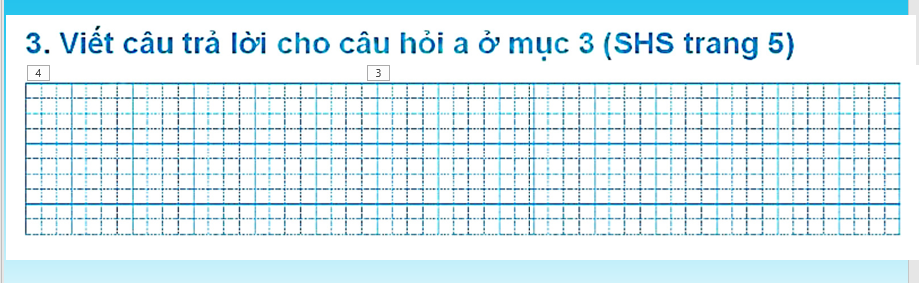 3. Viết câu trả lời cho câu hỏi a ở mục 3 (SHS trang 5)
4 3